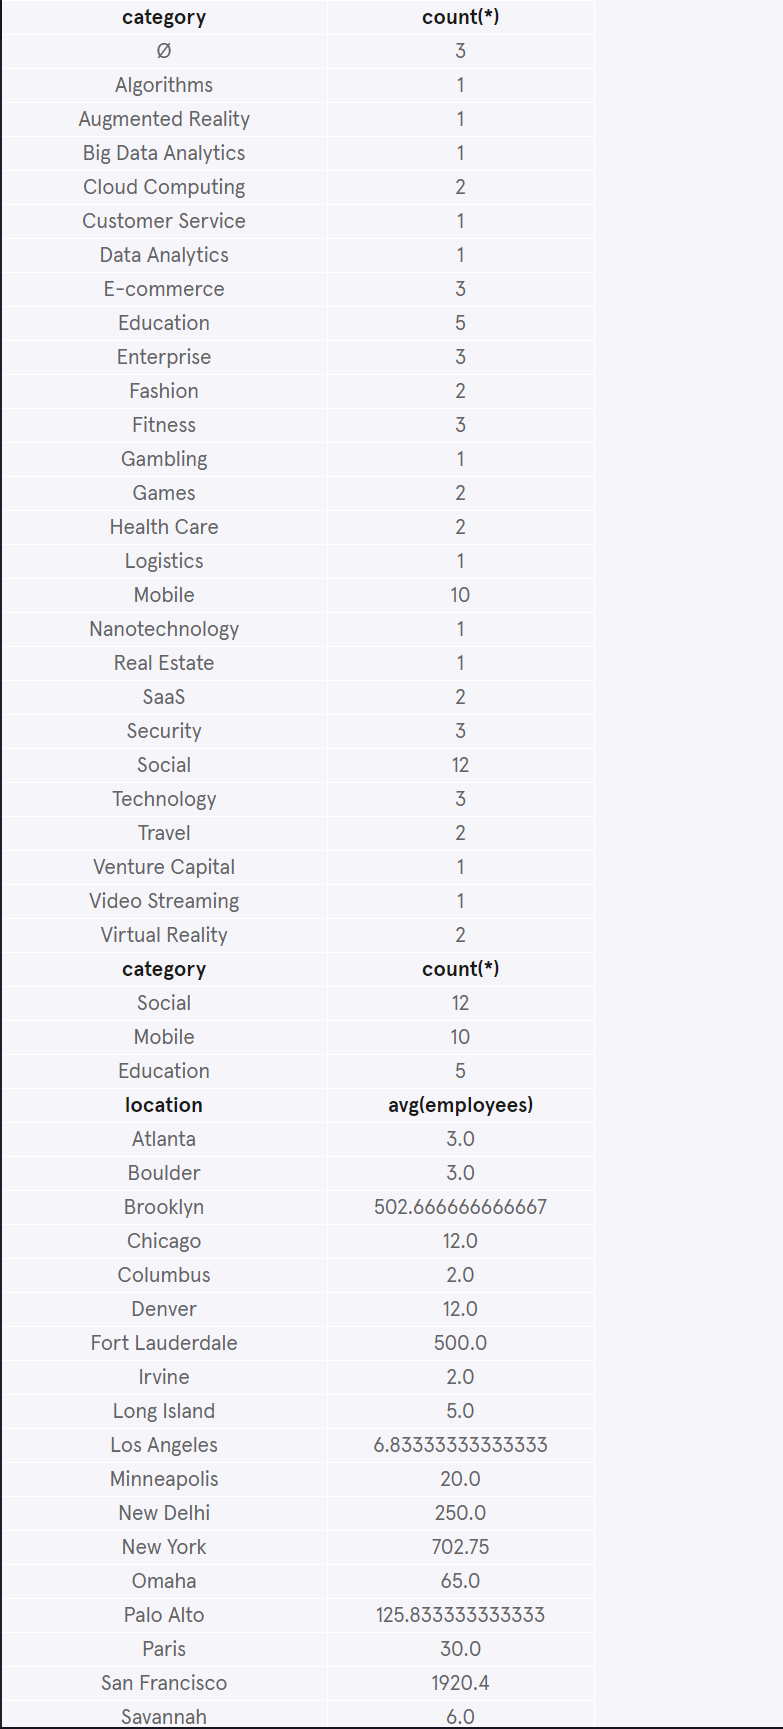 category count(*)
Ø 3
Algorithms 1
Augmented Reality 1
Big Data Analytics 1
Cloud Computing 2
Customer Service 1
Data Analytics 1
E-commerce 3
Education 5
Enterprise 3
Fashion 2
Fitness 3
Gambling 1
Games 2
Health Care 2
Logistics 1
Mobile 10
Nanotechnology 1
Real Estate 1
SaaS 2
Security 3
Social 12
Technology 3
Travel 2
Venture Capital 1
Video Streaming 1
Virtual Reality 2
category count(*)
Social 12
Mobile 10
Education 5
location avg(employees)
Atlanta 3.0
Boulder 3.0
Brooklyn 502.666666666667
Chicago 12.0
Columbus 2.0
Denver 12.0
Fort Lauderdale 500.0
Irvine 2.0
Long Island 5.0
Los Angeles 6.83333333333333
Minneapolis 20.0
New Delhi 250.0
New York 702.75
Omaha 65.0
Palo Alto 125.833333333333
Paris 30.0
San Francisco 1920.4
Savannah 6.0